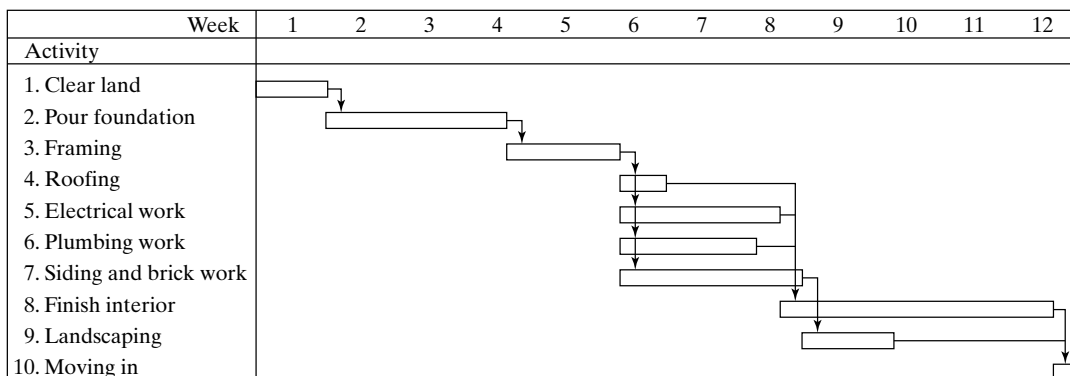 Week 1 2 3 4 5 6 7 8 9 10 11 12
Activity
1. Clear land
2. Pour foundation
3. Framing
4. Roofing
5. Electrical work
6. Plumbing work
7. Siding and brick work
8. Finish interior
9. Landscaping
10. Moving in